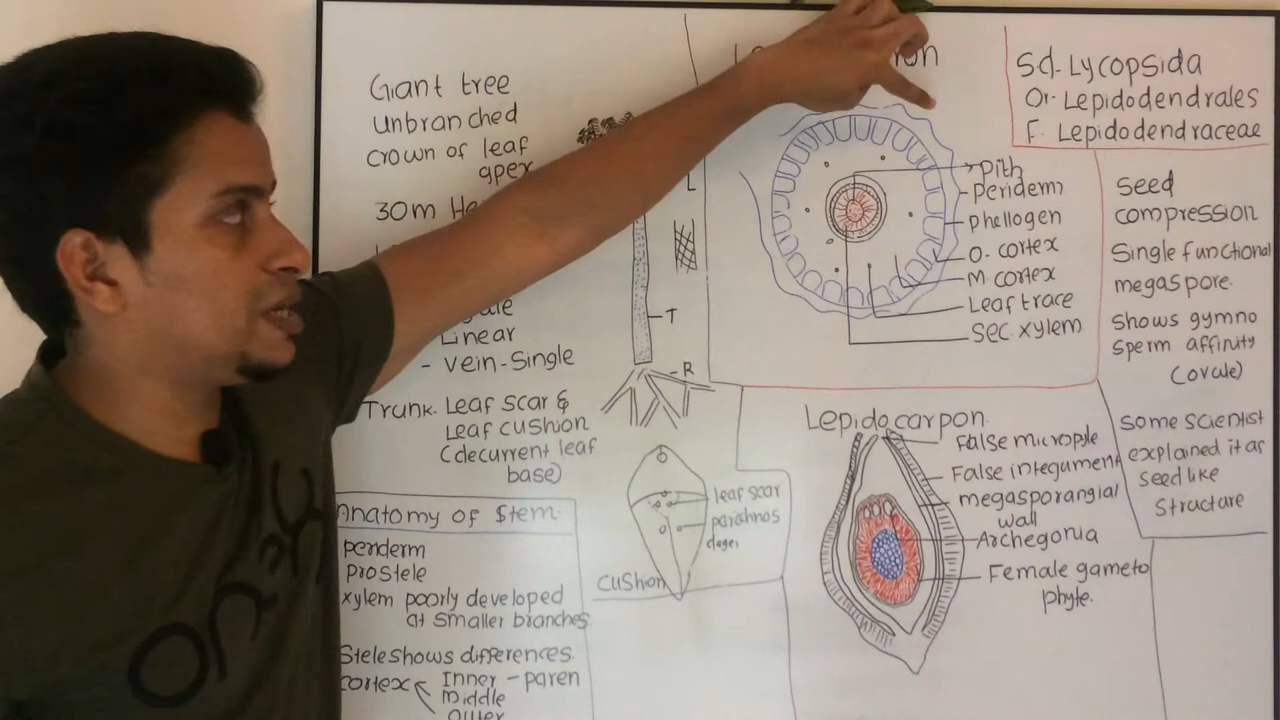 Giant tree
unbranched
crown of leaf
apex
30m
Linear
- vein-single
Trunk. Leaf scar &
Leaf cushion
(decurrent leaf
base)
Anatomy of Stem.
periderm
prostele
xylem poorly developed
at smaller branches
Stele shows differences.
cortex Inner - paren
Middle
outer
L
T
-R
leaf scar
parichnos
cushion
ron
pith
periderm
phellogen
O. cortex
M. cortex
Leaf trace
Sec. xylem
Sd. Lycopsida
Or. Lepidodendrales
F. Lepidodendraceae
seed
compression
Single functional
megaspore.
Shows gymno
sperm affinity
(ovule)
Some scientist
explained it as
seed like
structure
Lepidocarpon
False micropyle
False integument
megasporangial
wall
Archegonia
Female gameto
phyte.